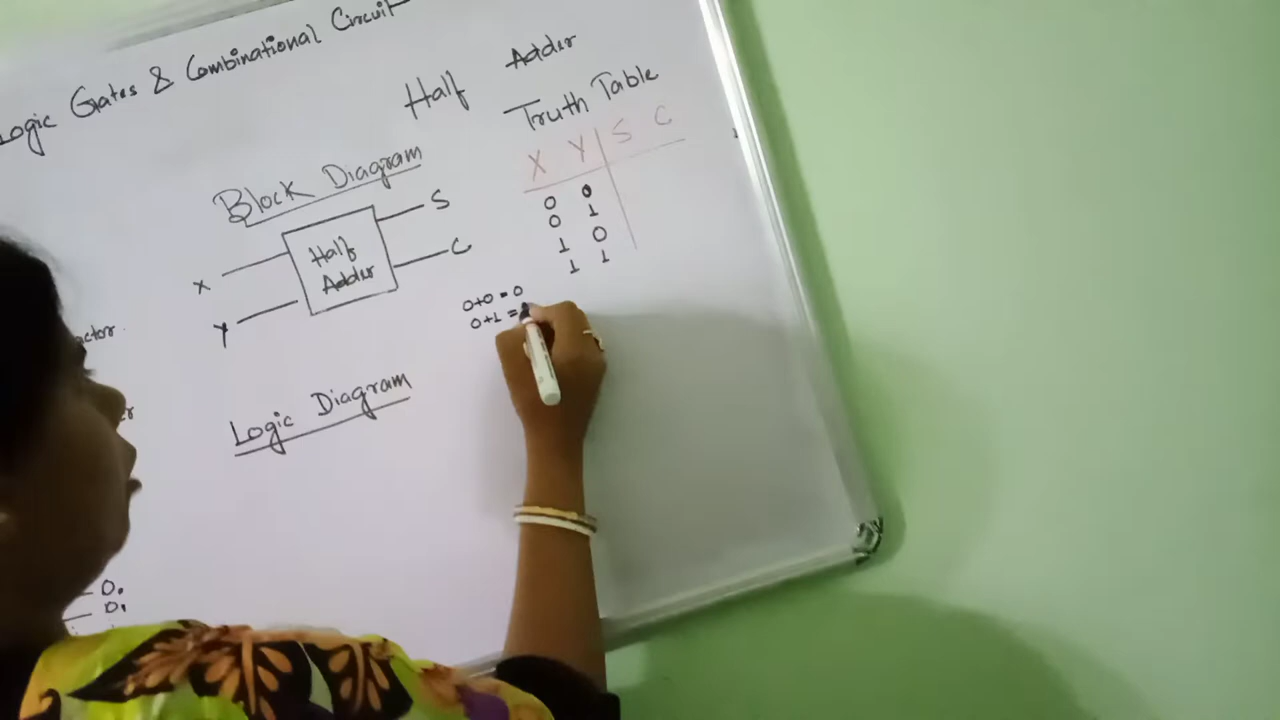 Logic Gates & Combinational Circuit
Half Adder
Truth Table
X Y S C
0 0
0 1
1 0
1 1
Block Diagram
X
Y
Half
Adder
S
C
0+0 = 0
0+1 =
Logic Diagram
D.
D.